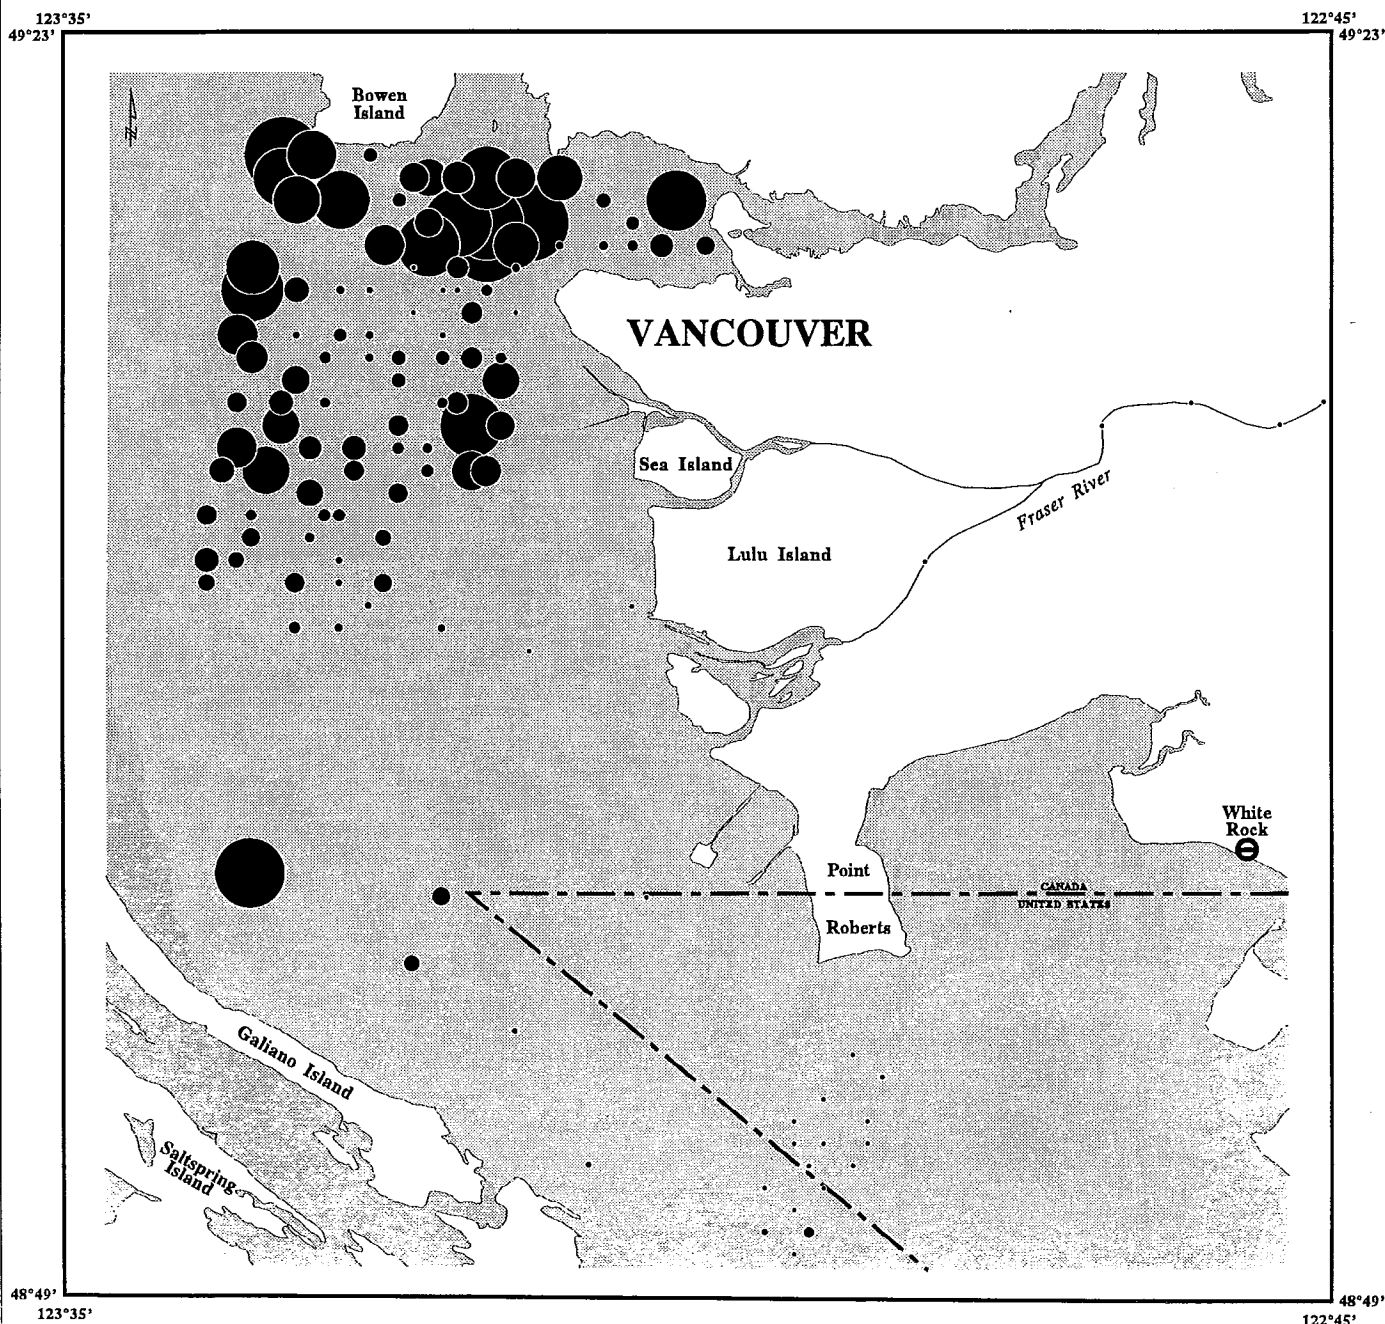 123°35'
122°45'
49°23'
49°23'
Bowen
Island
N
VANCOUVER
Sea Island
Fraser River
Lulu Island
White
Rock
Point
CANADA
UNITED STATES
Roberts
Galiano Island
Saltspring
Island
48°49'
48°49'
123°35'
122°45'